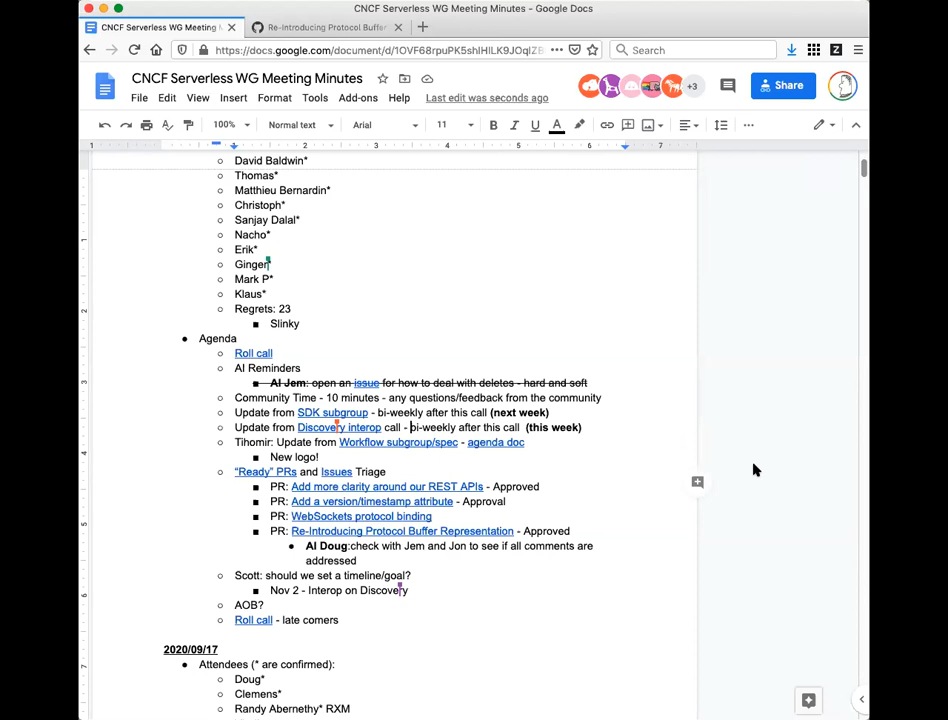 CNCF Serverless WG Meeting Minutes - Google Docs
CNCF Serverless WG Meeting
Re-Introducing Protocol Buffer
https://docs.google.com/document/d/
Search
CNCF Serverless WG Meeting Minutes
+3
Share
File Edit View Insert Format Tools Add-ons Help Last edit was seconds ago
100% Normal text Arial 11 B I U A
1 1 2 3 4 5 6 7
David Baldwin*
Thomas*
Matthieu Bernardin*
Christoph*
Sanjay Dalal*
Nacho*
Erik*
Ginger
Mark P*
Klaus*
Regrets: 23
Slinky
Agenda
Roll call
AI Reminders
AI Jem: open an issue for how to deal with deletes - hard and soft
Community Time - 10 minutes - any questions/feedback from the community
Update from SDK subgroup - bi-weekly after this call (next week)
Update from Discovery interop call - bi-weekly after this call (this week)
Tihomir: Update from Workflow subgroup/spec - agenda doc
New logo!
“Ready” PRs and Issues Triage
PR: Add more clarity around our REST APIs - Approved
PR: Add a version/timestamp attribute - Approval
PR: WebSockets protocol binding
PR: Re-Introducing Protocol Buffer Representation - Approved
AI Doug:check with Jem and Jon to see if all comments are
addressed
Scott: should we set a timeline/goal?
Nov 2 - Interop on Discovery
AOB?
Roll call - late comers
2020/09/17
Attendees (* are confirmed):
Doug*
Clemens*
Randy Abernethy* RXM